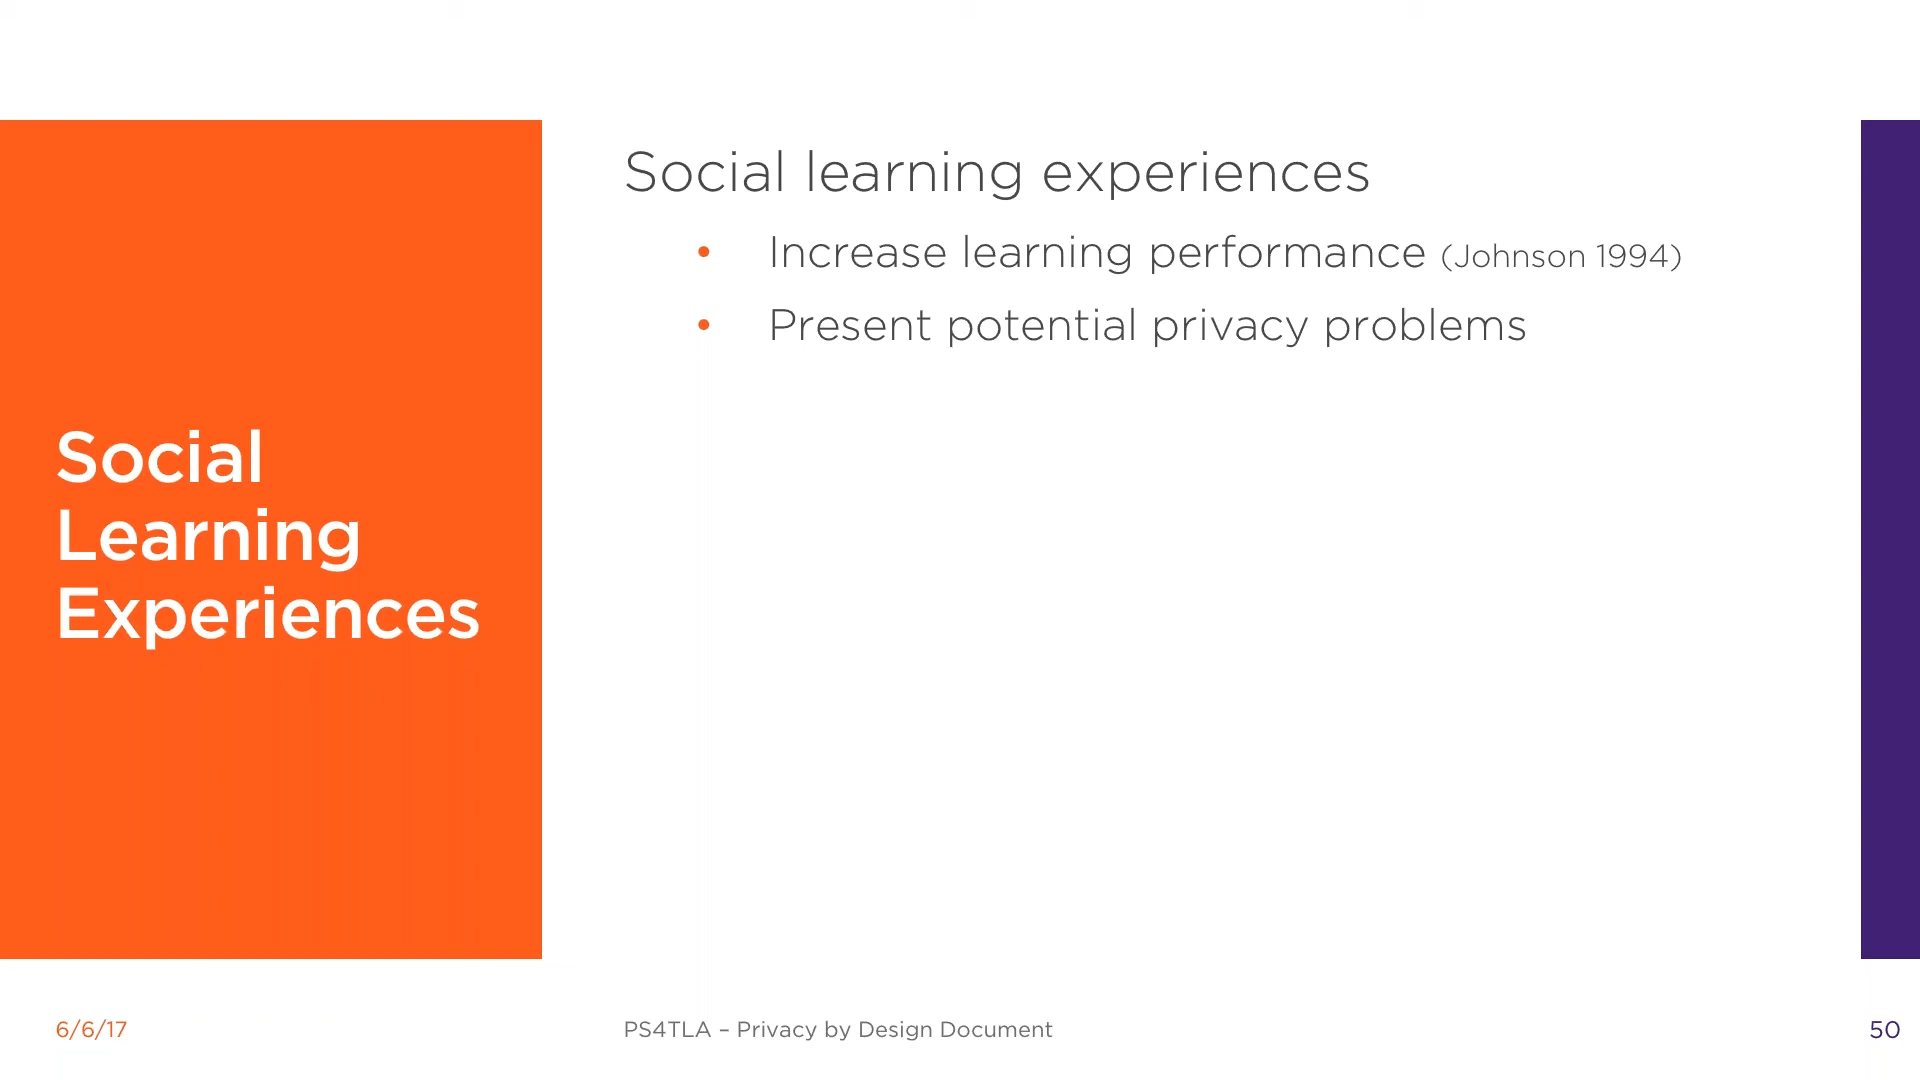 Social
Learning
Experiences
Social learning experiences
• Increase learning performance (Johnson 1994)
• Present potential privacy problems
6/6/17
PS4TLA – Privacy by Design Document
50